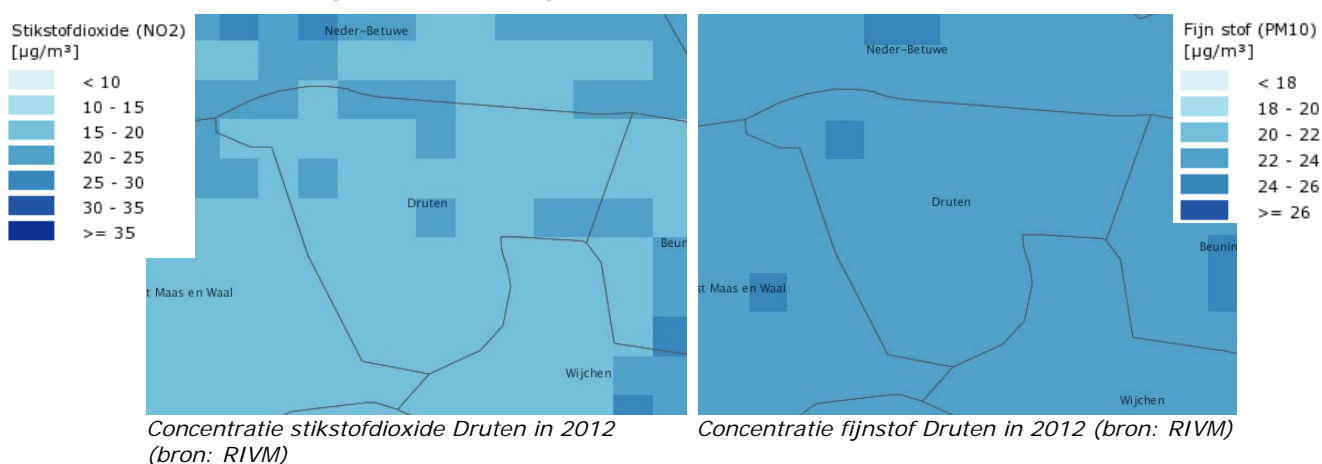 Stikstofdioxide (NO2)
[µg/m³]
< 10
10 - 15
15 - 20
20 - 25
25 - 30
30 - 35
>= 35
Neder-Betuwe
Druten
Beun
t Maas en Waal
Wijchen
Concentratie stikstofdioxide Druten in 2012
(bron: RIVM)
Fijn stof (PM10)
[µg/m³]
< 18
18 - 20
20 - 22
22 - 24
24 - 26
>= 26
Neder-Betuwe
Druten
Beunin
st Maas en Waal
Wijchen
Concentratie fijnstof Druten in 2012 (bron: RIVM)